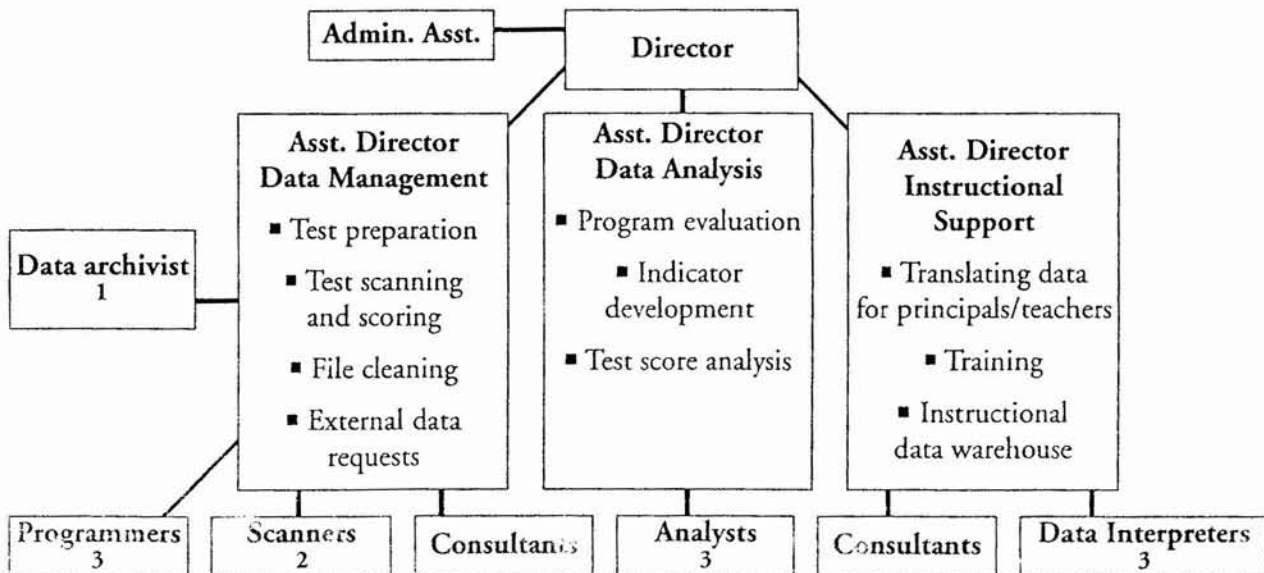 Admin. Asst.
Director
Asst. Director
Data Management
▪ Test preparation
▪ Test scanning
and scoring
▪ File cleaning
▪ External data
requests
Asst. Director
Data Analysis
▪ Program evaluation
▪ Indicator
development
▪ Test score analysis
Asst. Director
Instructional
Support
▪ Translating data
for principals/teachers
▪ Training
▪ Instructional
data warehouse
Data archivist
1
Programmers
3
Scanners
2
Consultants
Analysts
3
Consultants
Data Interpreters
3